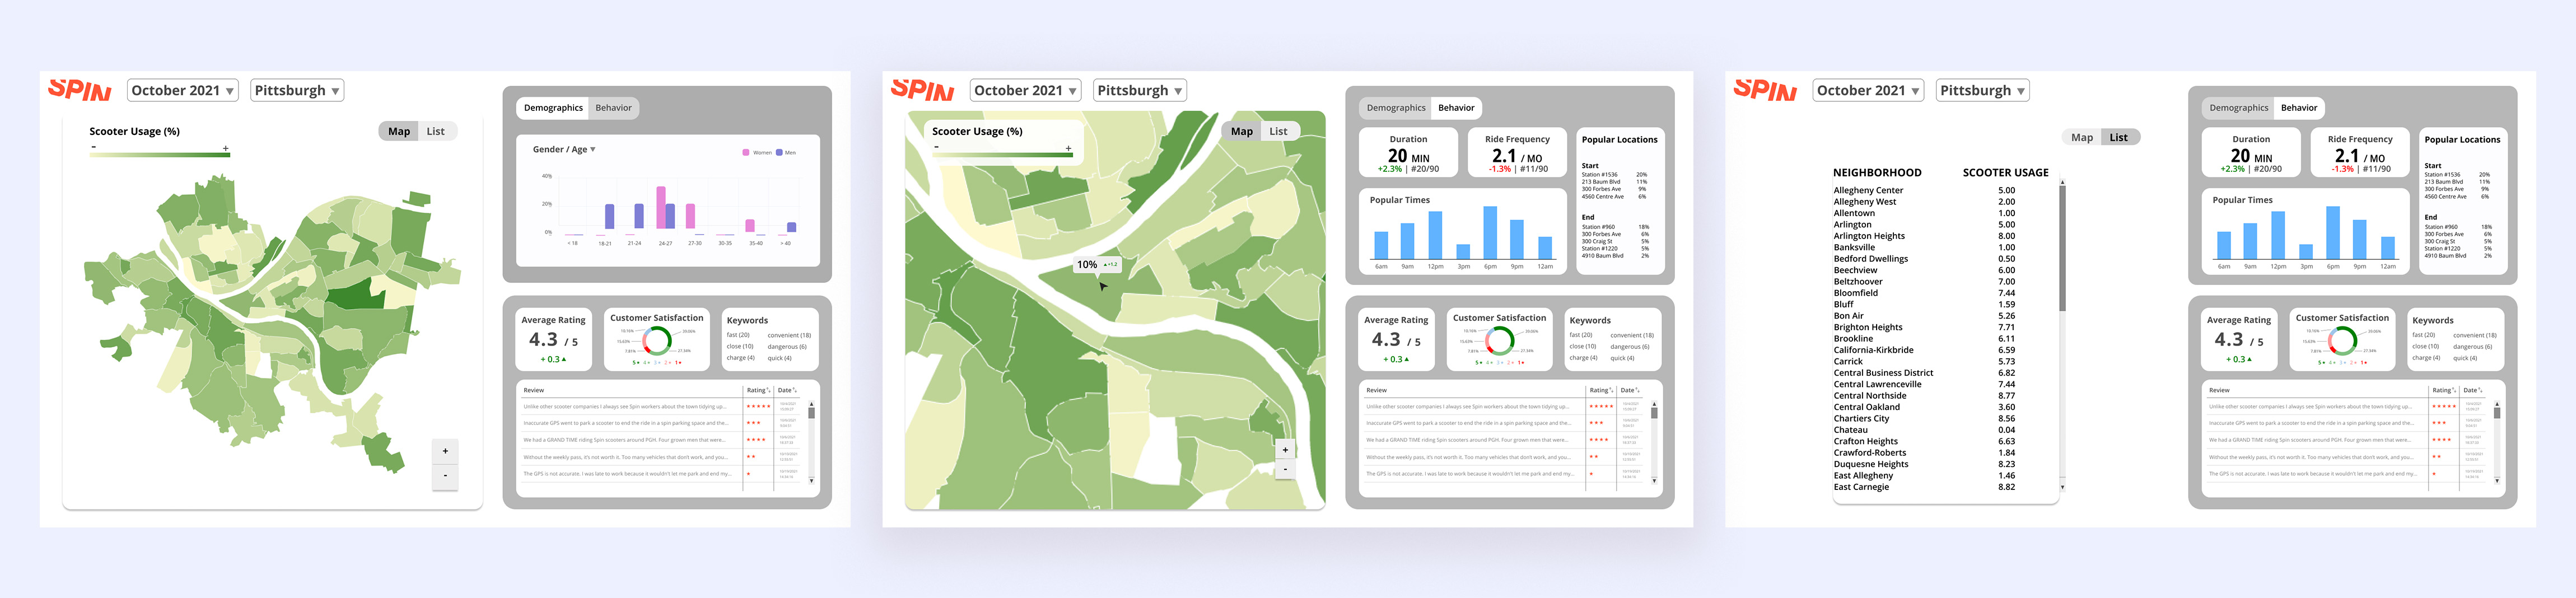 SPIN
October 2021 ▼
Pittsburgh ▼
Scooter Usage (%)
- +
Map List
+
-
Demographics Behavior
Gender / Age ▼
Women Men
40%
20%
0%
< 18 18-21 21-24 24-27 27-30 30-35 35-40 > 40
Average Rating
4.3 / 5
+ 0.3 ▲
Customer Satisfaction
5★ 4★ 3★ 2★ 1★
Keywords
fast (20) convenient (18)
close (10) dangerous (6)
charge (4) quick (4)
Review Rating Date
Unlike other scooter companies I always see Spin workers about the town tidying up... ★★★★★
Inaccurate GPS went to park a scooter to end the ride in a spin parking space and the... ★★★
We had a GRAND TIME riding Spin scooters around PGH. Four grown men that were... ★★★★
Without the weekly pass, it's not worth it. Too many vehicles that don't work, and you... ★★
The GPS is not accurate. I was late to work because it wouldn't let me park and end my... ★
SPIN
October 2021 ▼
Pittsburgh ▼
Scooter Usage (%)
- +
Map List
10% ▲+1.2
+
-
Demographics Behavior
Duration
20 MIN
+2.3% | #20/90
Ride Frequency
2.1 / MO
-1.3% | #11/90
Popular Times
6am 9am 12pm 3pm 6pm 9pm 12am
Popular Locations
Start
Station #1536 20%
213 Baum Blvd 11%
300 Forbes Ave 9%
4560 Centre Ave 6%
End
Station #960 18%
300 Forbes Ave 6%
300 Craig St 5%
Station #1220 5%
4910 Baum Blvd 2%
Average Rating
4.3 / 5
+ 0.3 ▲
Customer Satisfaction
5★ 4★ 3★ 2★ 1★
Keywords
fast (20) convenient (18)
close (10) dangerous (6)
charge (4) quick (4)
Review Rating Date
Unlike other scooter companies I always see Spin workers about the town tidying up... ★★★★★
Inaccurate GPS went to park a scooter to end the ride in a spin parking space and the... ★★★
We had a GRAND TIME riding Spin scooters around PGH. Four grown men that were... ★★★★
Without the weekly pass, it's not worth it. Too many vehicles that don't work, and you... ★★
The GPS is not accurate. I was late to work because it wouldn't let me park and end my... ★
SPIN
October 2021 ▼
Pittsburgh ▼
Map List
NEIGHBORHOOD SCOOTER USAGE
Allegheny Center 5.00
Allegheny West 2.00
Allentown 1.00
Arlington 5.00
Arlington Heights 8.00
Banksville 1.00
Bedford Dwellings 0.50
Beechview 6.00
Beltzhoover 7.00
Bloomfield 7.44
Bluff 1.59
Bon Air 5.26
Brighton Heights 7.71
Brookline 6.11
California-Kirkbride 6.59
Carrick 5.73
Central Business District 6.82
Central Lawrenceville 7.44
Central Northside 8.77
Central Oakland 3.60
Chartiers City 8.56
Chateau 0.04
Crafton Heights 6.63
Crawford-Roberts 1.84
Duquesne Heights 8.23
East Allegheny 1.46
East Carnegie 8.82
Demographics Behavior
Duration
20 MIN
+2.3% | #20/90
Ride Frequency
2.1 / MO
-1.3% | #11/90
Popular Times
6am 9am 12pm 3pm 6pm 9pm 12am
Popular Locations
Start
Station #1536 20%
213 Baum Blvd 11%
300 Forbes Ave 9%
4560 Centre Ave 6%
End
Station #960 18%
300 Forbes Ave 6%
300 Craig St 5%
Station #1220 5%
4910 Baum Blvd 2%
Average Rating
4.3 / 5
+ 0.3 ▲
Customer Satisfaction
5★ 4★ 3★ 2★ 1★
Keywords
fast (20) convenient (18)
close (10) dangerous (6)
charge (4) quick (4)
Review Rating Date
Unlike other scooter companies I always see Spin workers about the town tidying up... ★★★★★
Inaccurate GPS went to park a scooter to end the ride in a spin parking space and the... ★★★
We had a GRAND TIME riding Spin scooters around PGH. Four grown men that were... ★★★★
Without the weekly pass, it's not worth it. Too many vehicles that don't work, and you... ★★
The GPS is not accurate. I was late to work because it wouldn't let me park and end my... ★